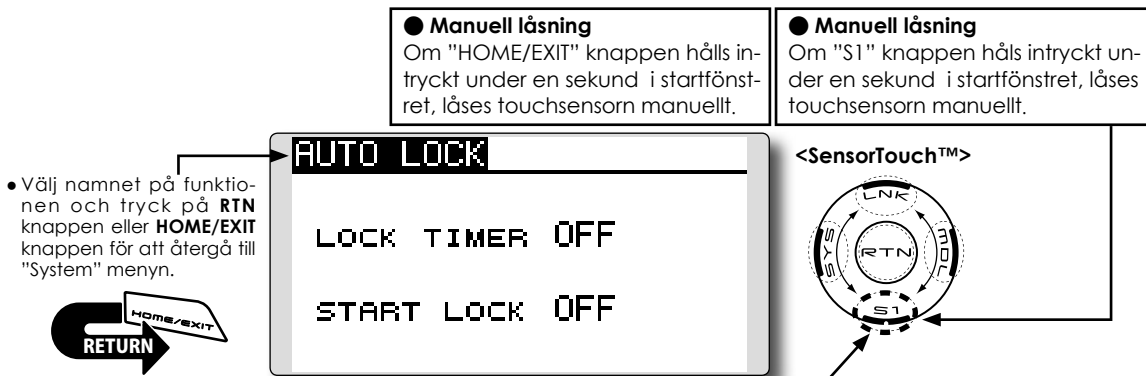 ● Manuell låsning
Om ”HOME/EXIT” knappen hålls in-
tryckt under en sekund i startfönst-
ret, låses touchsensorn manuellt.
● Manuell låsning
Om ”S1” knappen håls intryckt un-
der en sekund i startfönstret, låses
touchsensorn manuellt.
● Välj namnet på funktio-
nen och tryck på RTN
knappen eller HOME/EXIT
knappen för att återgå till
”System” menyn.
HOME/EXIT
RETURN
AUTO LOCK
LOCK TIMER OFF
START LOCK OFF
<SensorTouch™>
LNK
SYS
RTN
MDL
S1